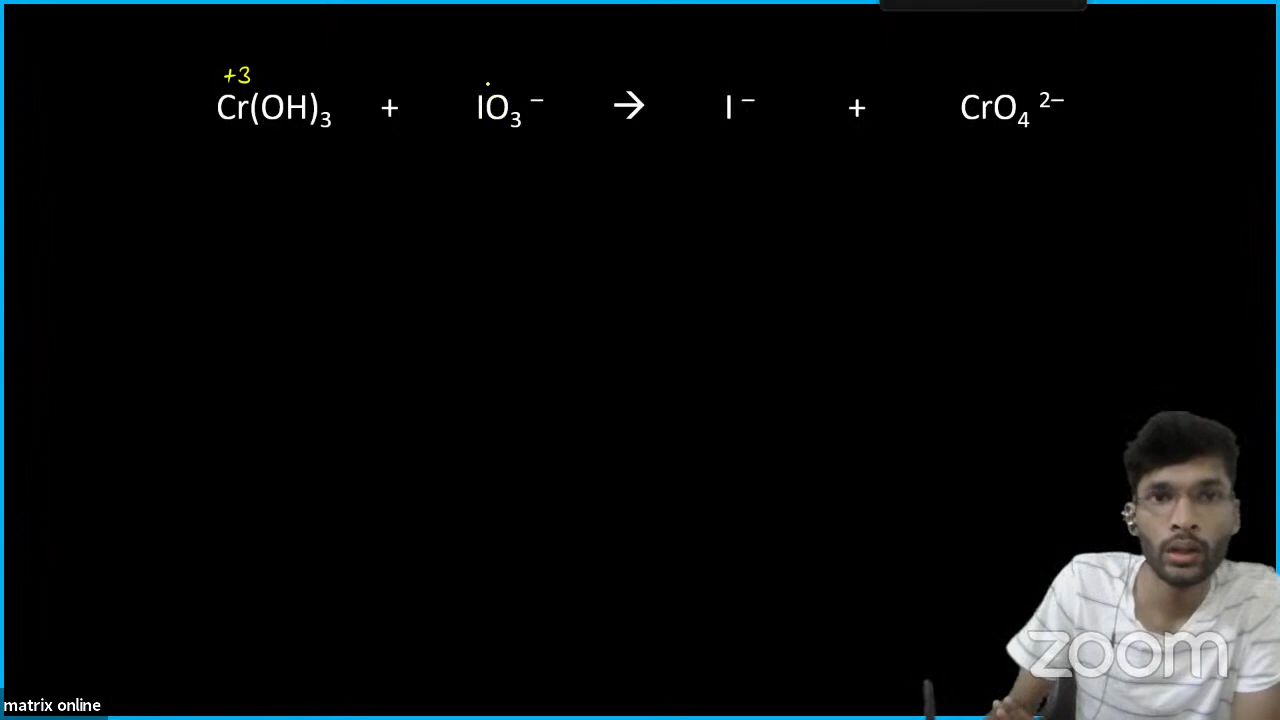 +3
Cr(OH)₃ + IO₃⁻ → I⁻ + CrO₄²⁻
zoom
matrix online